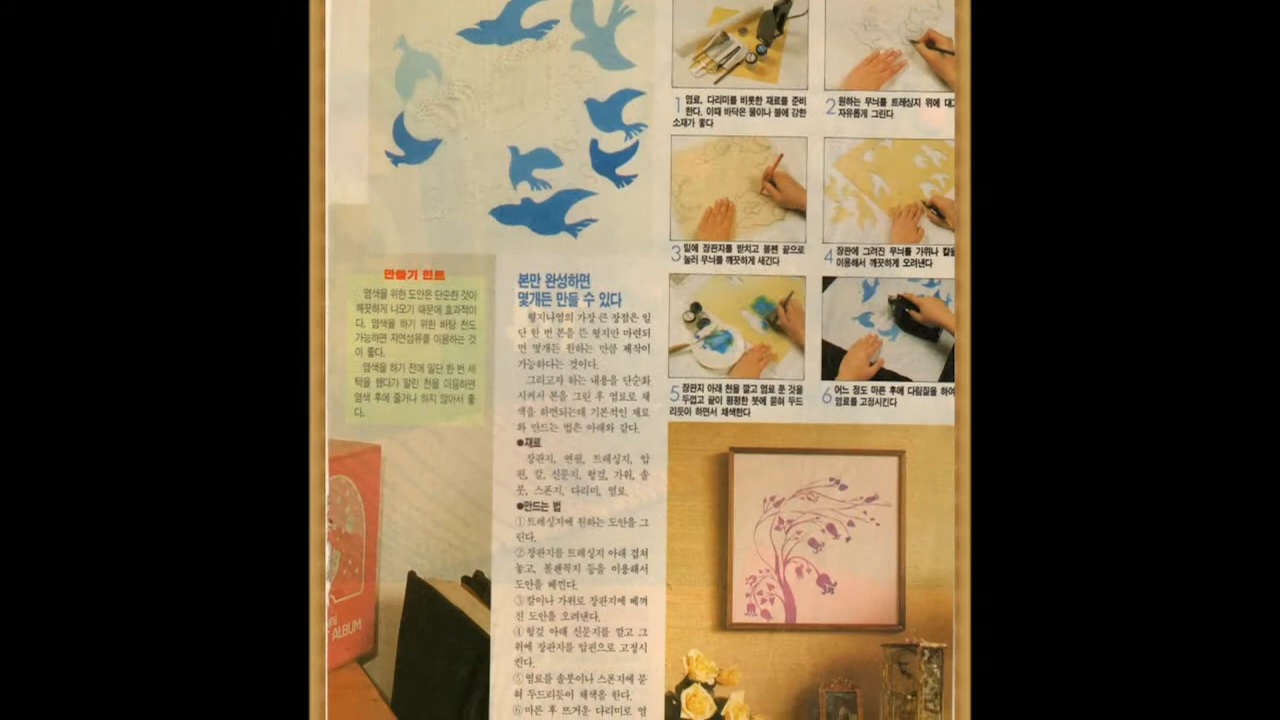 1 염료, 다리미를 비롯한 재료를 준비
한다. 이때 바닥은 물이나 불에 강한
소재가 좋다
2 원하는 무늬를 트레싱지 위에 대고
자유롭게 그린다
3 밑에 장판지를 받치고 볼펜 끝으로
눌러 무늬를 깨끗하게 새긴다
4 장판에 그려진 무늬를 가위나 칼을
이용해서 깨끗하게 오려낸다
5 장판지 아래 천을 깔고 염료 푼 것을
두껍고 끝이 평평한 붓에 묻혀 두드
리듯이 하면서 채색한다
6 어느 정도 마른 후에 다림질을 하여
염료를 고정시킨다
만들기 힌트
염색을 위한 도안은 단순한 것이
깨끗하게 나오기 때문에 효과적이
다. 염색을 하기 위한 바탕 천도
가능하면 자연섬유를 이용하는 것
이 좋다.
염색을 하기 전에 일단 한 번 세
탁을 했다가 말린 천을 이용하면
염색 후에 줄거나 하지 않아서 좋
다.
본만 완성하면
몇개든 만들 수 있다
형지나염의 가장 큰 장점은 일
단 한 번 본을 뜬 형지만 마련되
면 몇개든 원하는 만큼 제작이
가능하다는 것이다.
그리고자 하는 내용을 단순화
시켜서 본을 그린 후 염료로 채
색을 하면되는데 기본적인 재료
와 만드는 법은 아래와 같다.
●재료
장판지, 연필, 트레싱지, 압
핀, 칼, 신문지, 헝겊, 가위, 솔
붓, 스폰지, 다리미, 염료.
●만드는 법
①트레싱지에 원하는 도안을 그
린다.
②장판지를 트레싱지 아래 겹쳐
놓고, 볼펜꼭지 등을 이용해서
도안을 베낀다.
③칼이나 가위로 장판지에 베껴
진 도안을 오려낸다.
④헝겊 아래 신문지를 깔고 그
위에 장판지를 압핀으로 고정시
킨다.
⑤염료를 솔붓이나 스폰지에 묻
혀 두드리듯이 채색을 한다.
⑥마른 후 뜨거운 다리미로 열
ALBUM